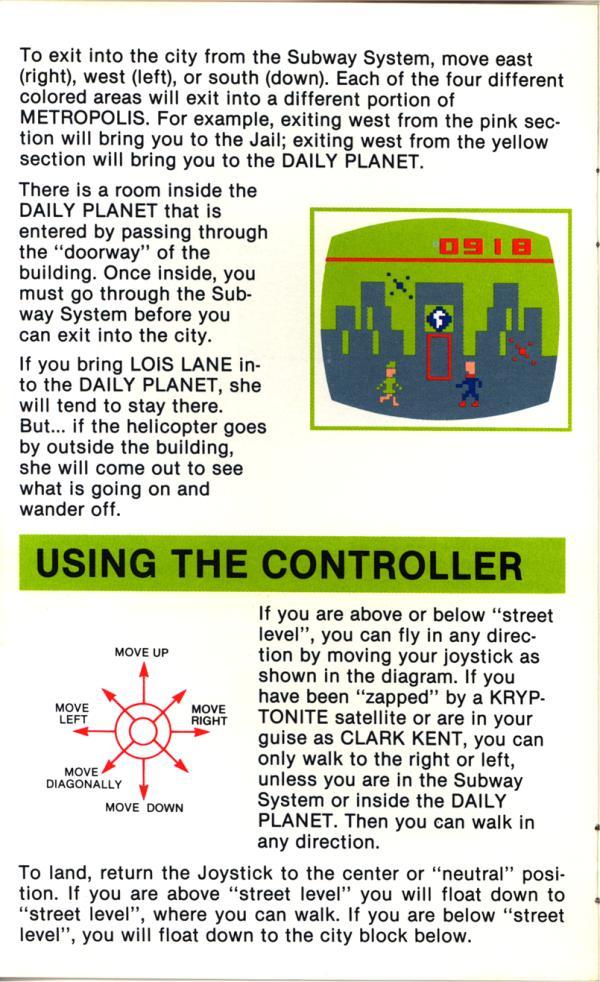 To exit into the city from the Subway System, move east
(right), west (left), or south (down). Each of the four different
colored areas will exit into a different portion of
METROPOLIS. For example, exiting west from the pink sec-
tion will bring you to the Jail; exiting west from the yellow
section will bring you to the DAILY PLANET.
There is a room inside the
DAILY PLANET that is
entered by passing through
the “doorway” of the
building. Once inside, you
must go through the Sub-
way System before you
can exit into the city.
If you bring LOIS LANE in-
to the DAILY PLANET, she
will tend to stay there.
But... if the helicopter goes
by outside the building,
she will come out to see
what is going on and
wander off.
0918
f
USING THE CONTROLLER
MOVE UP
MOVE
LEFT
MOVE
RIGHT
MOVE
DIAGONALLY
MOVE DOWN
If you are above or below “street
level”, you can fly in any direc-
tion by moving your joystick as
shown in the diagram. If you
have been “zapped” by a KRYP-
TONITE satellite or are in your
guise as CLARK KENT, you can
only walk to the right or left,
unless you are in the Subway
System or inside the DAILY
PLANET. Then you can walk in
any direction.
To land, return the Joystick to the center or “neutral” posi-
tion. If you are above “street level” you will float down to
“street level”, where you can walk. If you are below “street
level”, you will float down to the city block below.